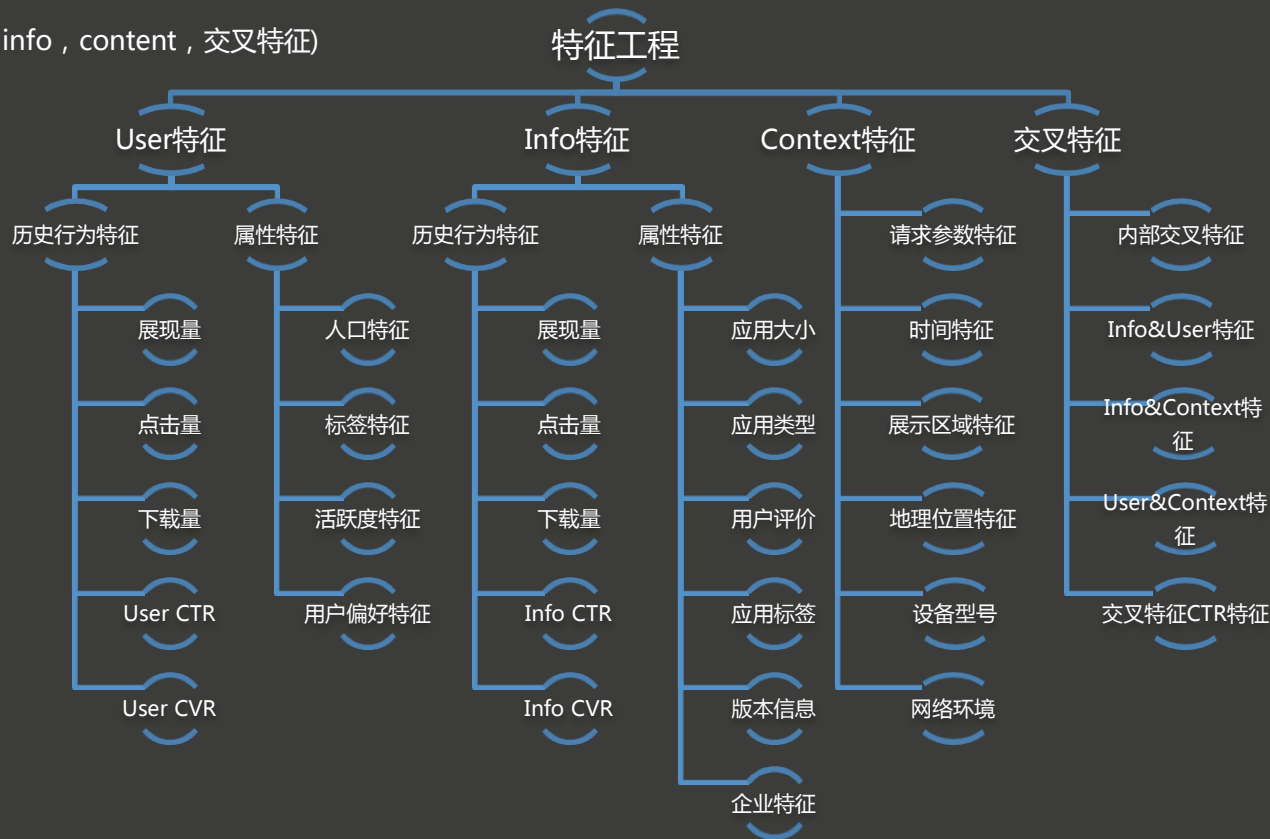 info，content，交叉特征)
特征工程
User特征
Info特征
Context特征
交叉特征
历史行为特征
属性特征
历史行为特征
属性特征
请求参数特征
内部交叉特征
展现量
人口特征
展现量
应用大小
时间特征
Info&User特征
点击量
标签特征
点击量
应用类型
展示区域特征
Info&Context特
征
下载量
活跃度特征
下载量
用户评价
地理位置特征
User&Context特
征
User CTR
用户偏好特征
Info CTR
应用标签
设备型号
交叉特征CTR特征
User CVR
Info CVR
版本信息
网络环境
企业特征